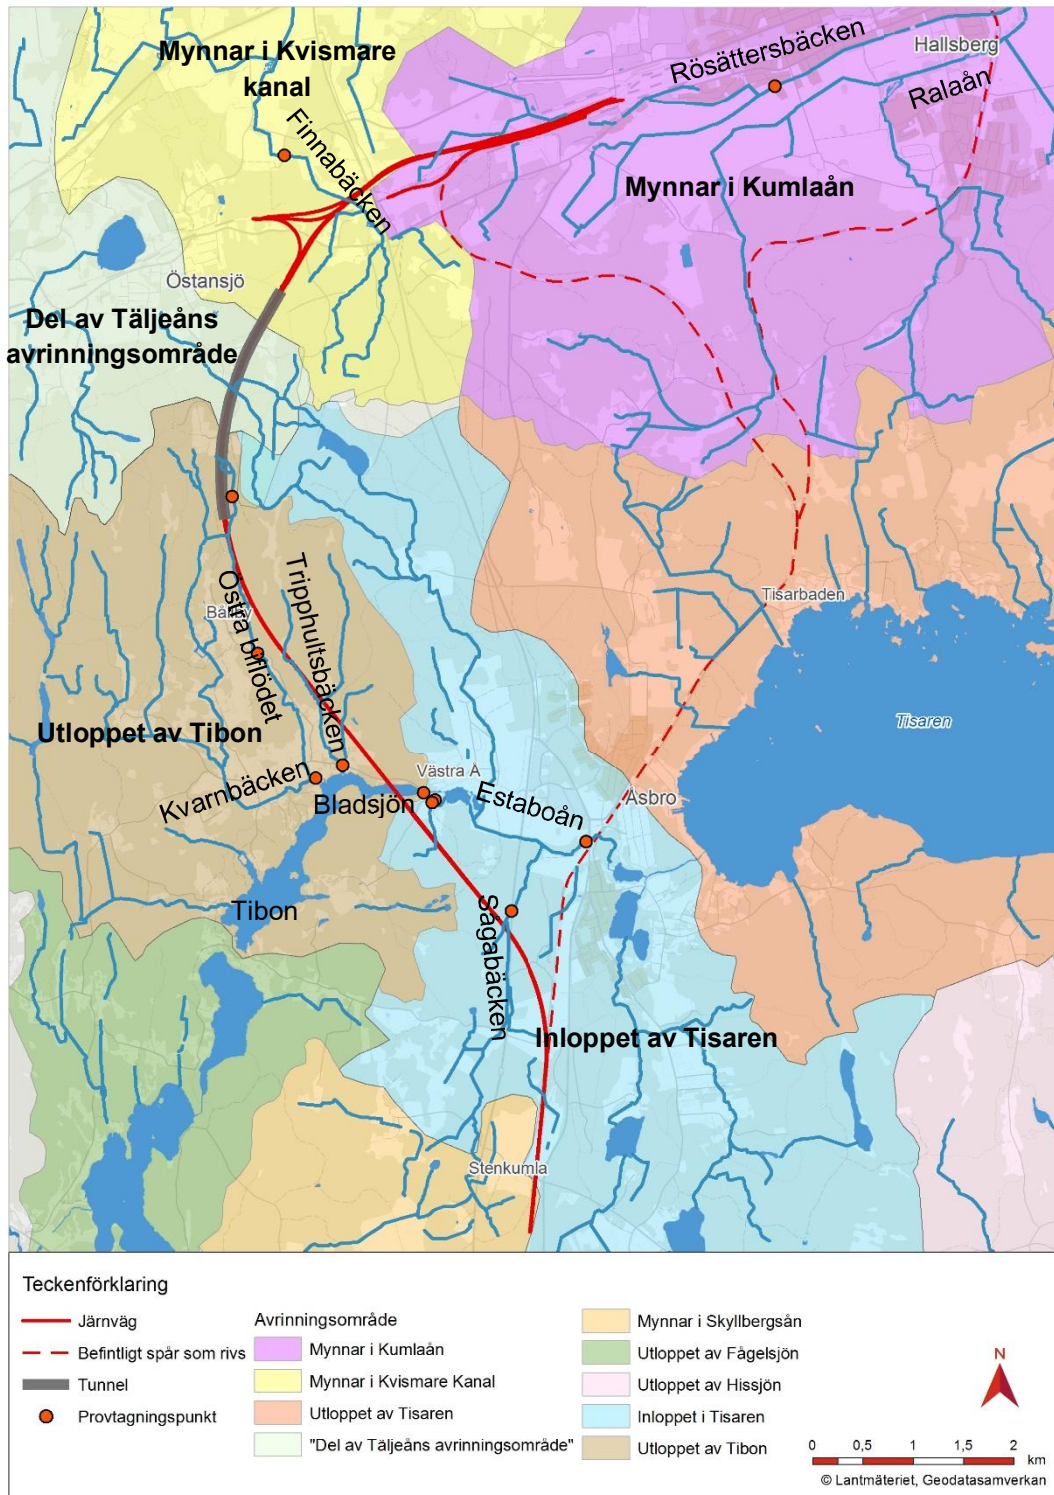 Mynnar i Kvismare
kanal
Rösättersbäcken
Hallsberg
Ralaån
Finnabäcken
Mynnar i Kumlaån
Östansjö
Del av Täljeåns
avrinningsområde
Östra biflödet
Tripphultsbäcken
Tisarbaden
Utloppet av Tibon
Tisaren
Västra Å
Kvarnbäcken
Bladsjön
Estaboån
Åsbro
Tibon
Sågabäcken
Inloppet av Tisaren
Stenkumla
Teckenförklaring
Järnväg
Befintligt spår som rivs
Tunnel
Provtagningspunkt
Avrinningsområde
Mynnar i Kumlaån
Mynnar i Kvismare Kanal
Utloppet av Tisaren
"Del av Täljeåns avrinningsområde"
Mynnar i Skyllbergsån
Utloppet av Fågelsjön
Utloppet av Hissjön
Inloppet i Tisaren
Utloppet av Tibon
N
0 0,5 1 1,5 2
km
© Lantmäteriet, Geodatasamverkan